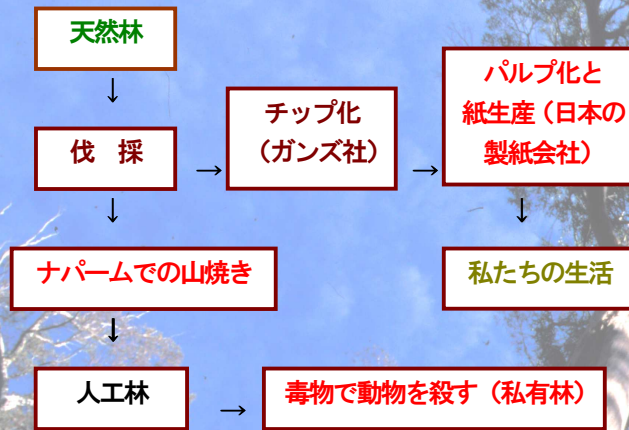 天然林
↓
伐　採
→
チップ化
（ガンズ社）
→
パルプ化と
紙生産（日本の
製紙会社）
↓
ナパームでの山焼き
↓
私たちの生活
↓
人工林
→
毒物で動物を殺す（私有林）